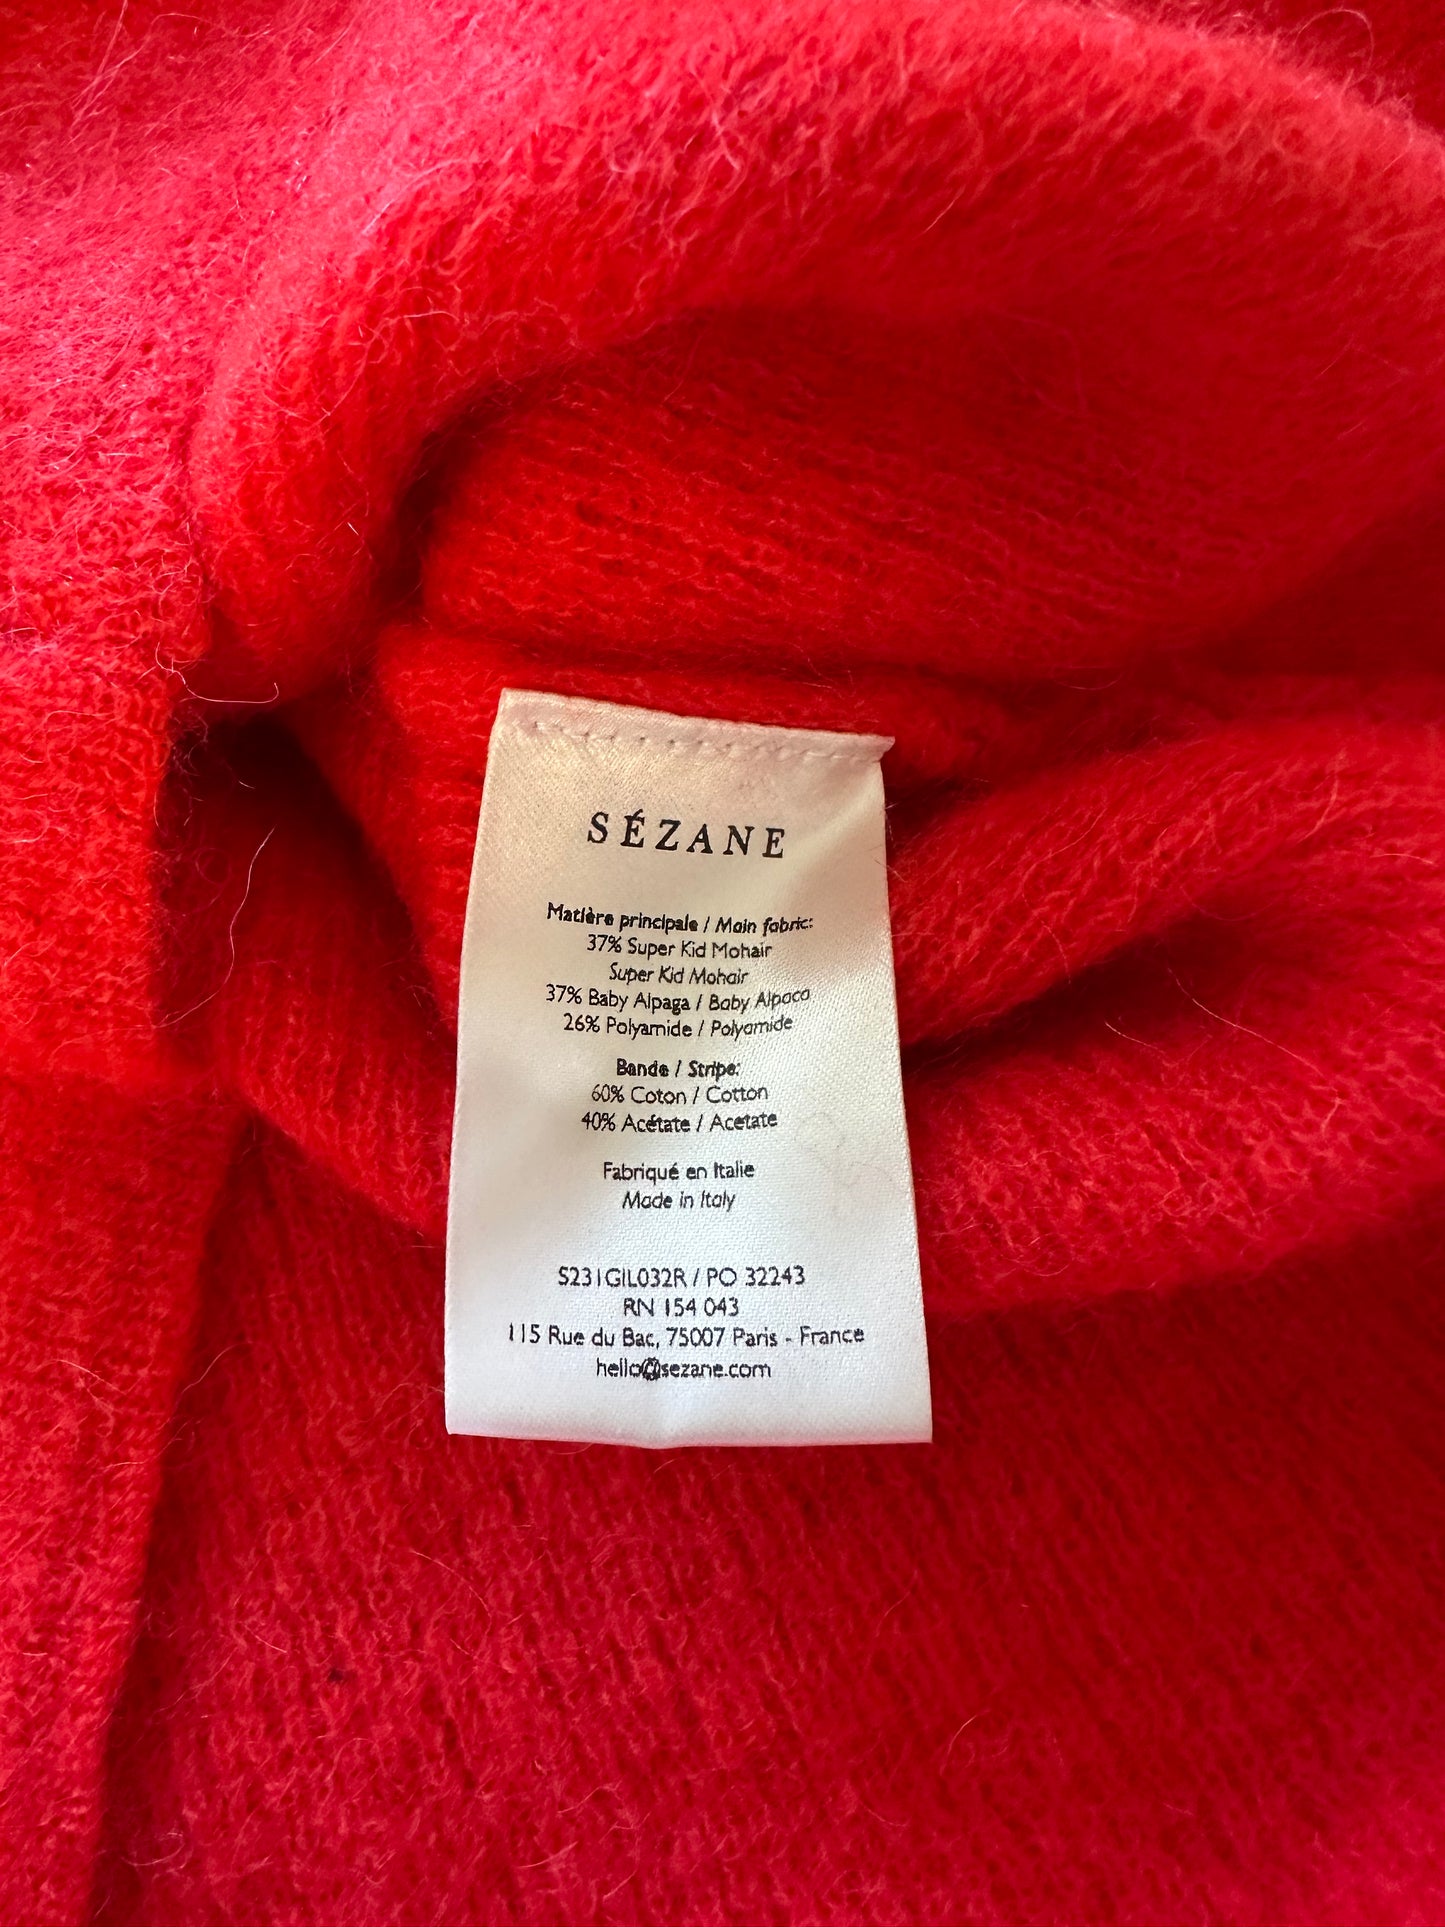 SÉZANE
Matière principale / Main fabric:
37% Super Kid Mohair
Super Kid Mohair
37% Baby Alpaga / Baby Alpaca
26% Polyamide / Polyamide
Bande / Stripe:
60% Coton / Cotton
40% Acétate / Acetate
Fabriqué en Italie
Made in Italy
S231GIL032R / PO 32243
RN 154 043
115 Rue du Bac, 75007 Paris - France
hello@sezane.com